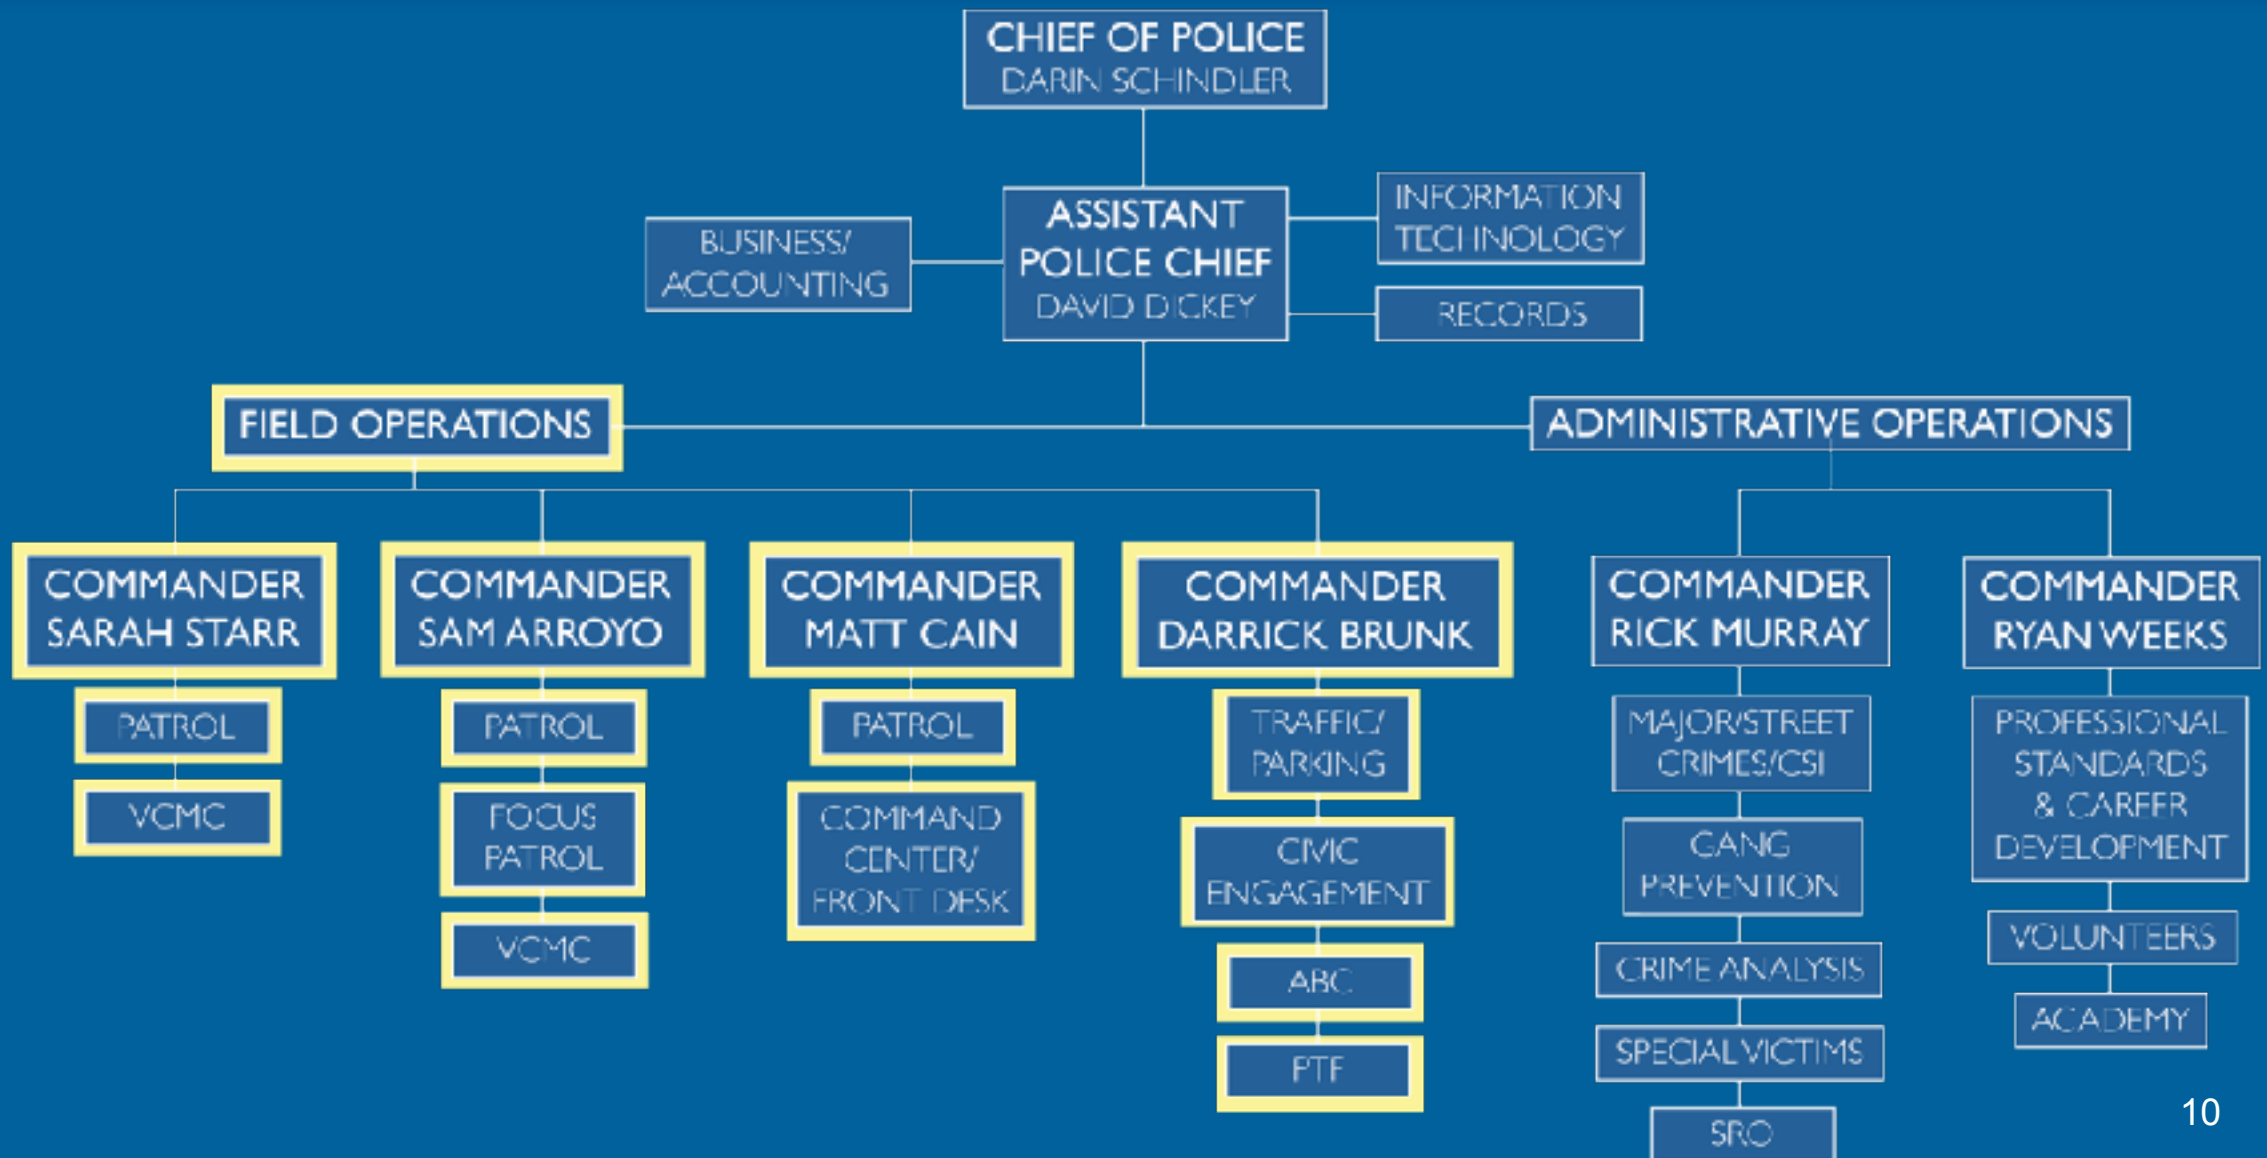 CHIEF OF POLICE
DARIN SCHINDLER
ASSISTANT
POLICE CHIEF
DAVID DICKEY
BUSINESS/
ACCOUNTING
INFORMATION
TECHNOLOGY
RECORDS
FIELD OPERATIONS
ADMINISTRATIVE OPERATIONS
COMMANDER
SARAH STARR
PATROL
VCMC
COMMANDER
SAM ARROYO
PATROL
FOCUS
PATROL
VCMC
COMMANDER
MATT CAIN
PATROL
COMMAND
CENTER/
FRONT DESK
COMMANDER
DARRICK BRUNK
TRAFFIC/
PARKING
CIVIC
ENGAGEMENT
ABC
PTF
COMMANDER
RICK MURRAY
MAJOR/STREET
CRIMES/CSI
GANG
PREVENTION
CRIME ANALYSIS
SPECIAL VICTIMS
SRO
COMMANDER
RYAN WEEKS
PROFESSIONAL
STANDARDS
& CAREER
DEVELOPMENT
VOLUNTEERS
ACADEMY
10